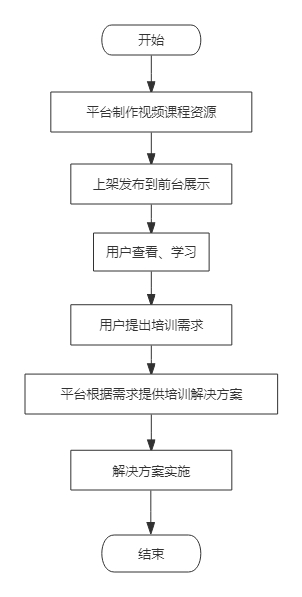 开始
平台制作视频课程资源
上架发布到前台展示
用户查看、学习
用户提出培训需求
平台根据需求提供培训解决方案
解决方案实施
结束